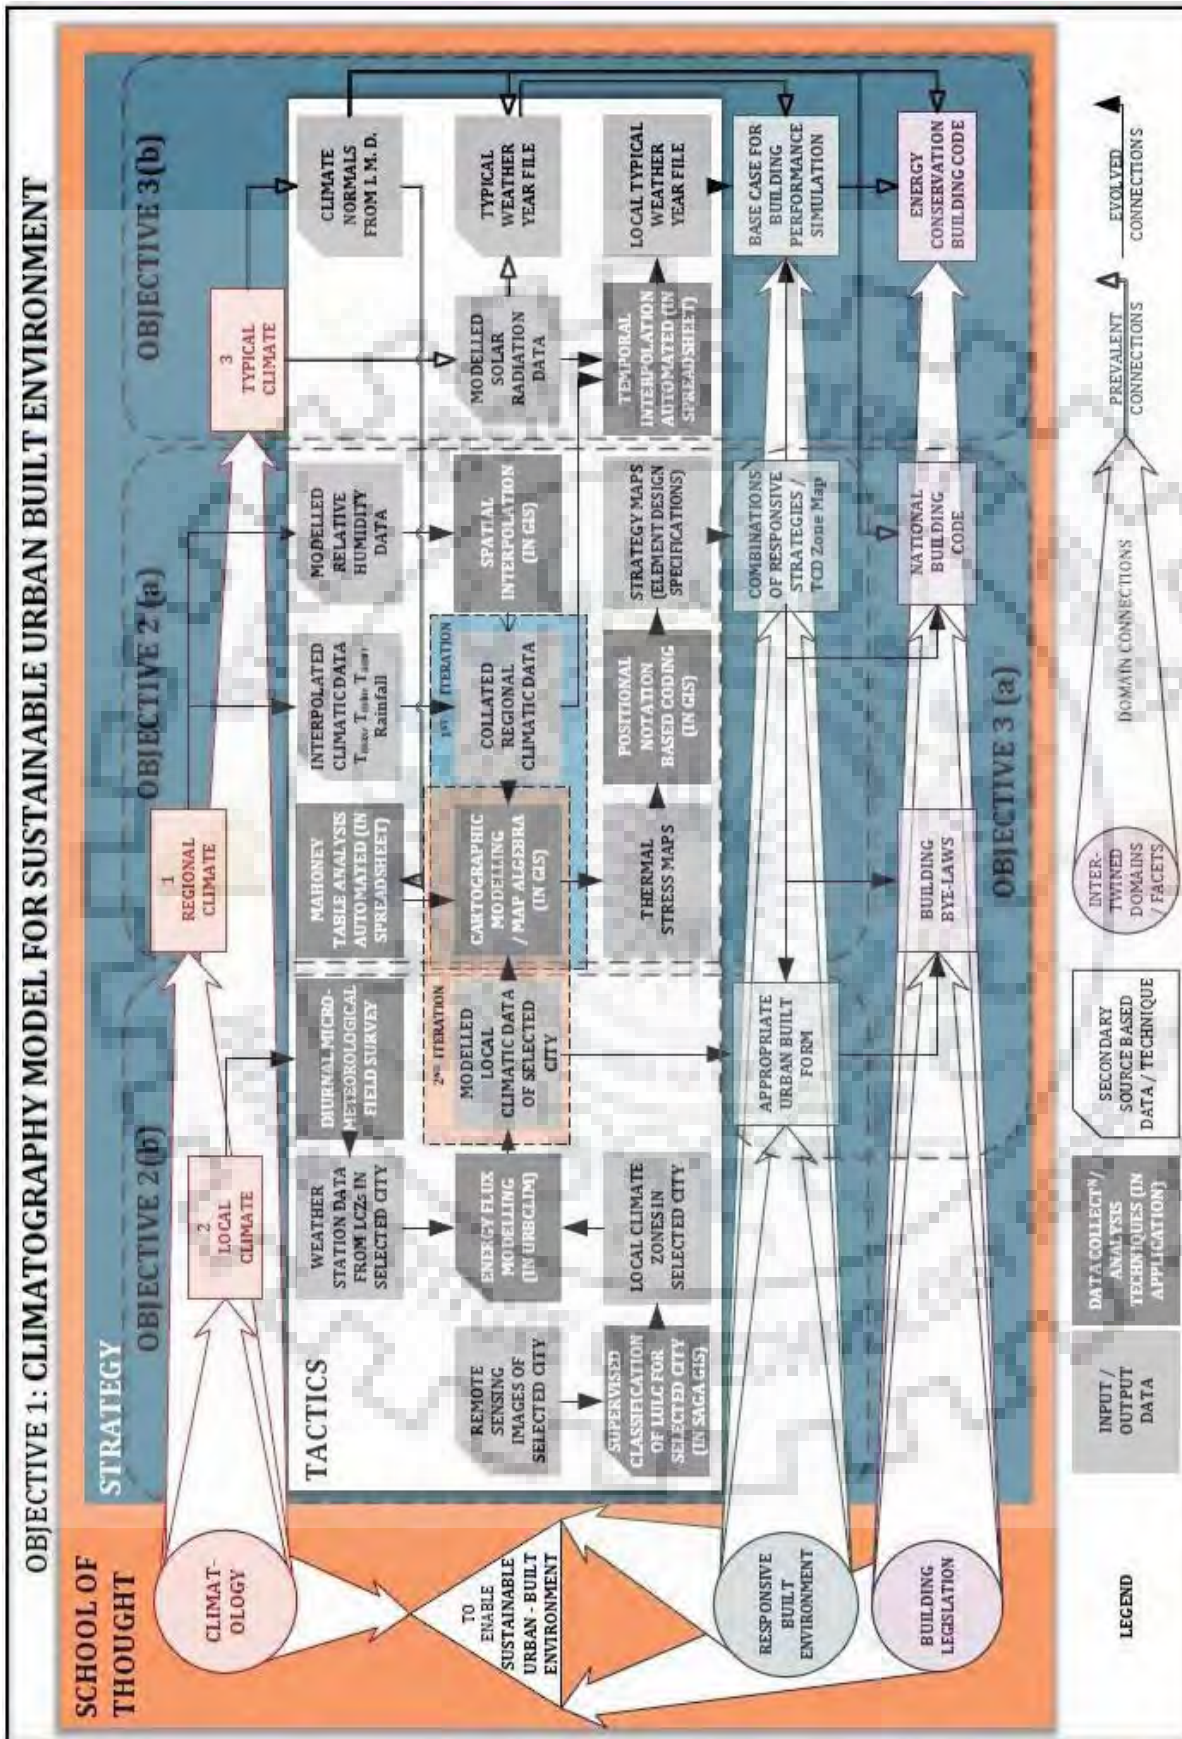 OBJECTIVE 1: CLIMATOGRAPHY MODEL FOR SUSTAINABLE URBAN BUILT ENVIRONMENT
SCHOOL OF
THOUGHT
STRATEGY
OBJECTIVE 2(b)
OBJECTIVE 2 (a)
OBJECTIVE 3(b)
CLIMAT-
OLOGY
2
LOCAL
CLIMATE
1
REGIONAL
CLIMATE
3
TYPICAL
CLIMATE
TACTICS
WEATHER
STATION DATA
FROM LCZs IN
SELECTED CITY
DIURNAL MICRO-
METEOROLOGICAL
FIELD SURVEY
MAHONEY
TABLE ANALYSIS
AUTOMATED (IN
SPREADSHEET)
INTERPOLATED
CLIMATIC DATA
Rainfall
MODELLED
RELATIVE
HUMIDITY
DATA
CLIMATE
NORMALS
FROM I. M. D.
TO
ENABLE
SUSTAINABLE
URBAN - BUILT
ENVIRONMENT
REMOTE
SENSING
IMAGES OF
SELECTED CITY
ENERGY FLUX
MODELLING
(IN URBCLIM)
2ND ITERATION
MODELLED
LOCAL
CLIMATIC DATA
OF SELECTED
CITY
CARTOGRAPHIC
MODELLING
/ MAP ALGEBRA
(IN GIS)
1ST ITERATION
COLLATED
REGIONAL
CLIMATIC DATA
SPATIAL
INTERPOLATION
(IN GIS)
MODELLED
SOLAR
RADIATION
DATA
TYPICAL
WEATHER
YEAR FILE
SUPERVISED
CLASSIFICATION
OF LULC FOR
SELECTED CITY
(IN SAGA GIS)
LOCAL CLIMATE
ZONES IN
SELECTED CITY
THERMAL
STRESS MAPS
POSITIONAL
NOTATION
BASED CODING
(IN GIS)
STRATEGY MAPS
(ELEMENT DESIGN
SPECIFICATIONS)
TEMPORAL
INTERPOLATION
AUTOMATED (IN
SPREADSHEET)
LOCAL TYPICAL
WEATHER
YEAR FILE
RESPONSIVE
BUILT
ENVIRONMENT
APPROPRIATE
URBAN BUILT
FORM
COMBINATIONS
OF RESPONSIVE
STRATEGIES /
TCD Zone Map
BASE CASE FOR
BUILDING
PERFORMANCE
SIMULATION
BUILDING
LEGISLATION
BUILDING
BYE-LAWS
NATIONAL
BUILDING
CODE
ENERGY
CONSERVATION
BUILDING CODE
OBJECTIVE 3 (a)
LEGEND
INPUT /
OUTPUT
DATA
DATA COLLECTN/
ANALYSIS
TECHNIQUES (IN
APPLICATION)
SECONDARY
SOURCE BASED
DATA / TECHNIQUE
INTER-
TWINED
DOMAINS
/ FACETS
DOMAIN CONNECTIONS
PREVALENT
CONNECTIONS
EVOLVED
CONNECTIONS